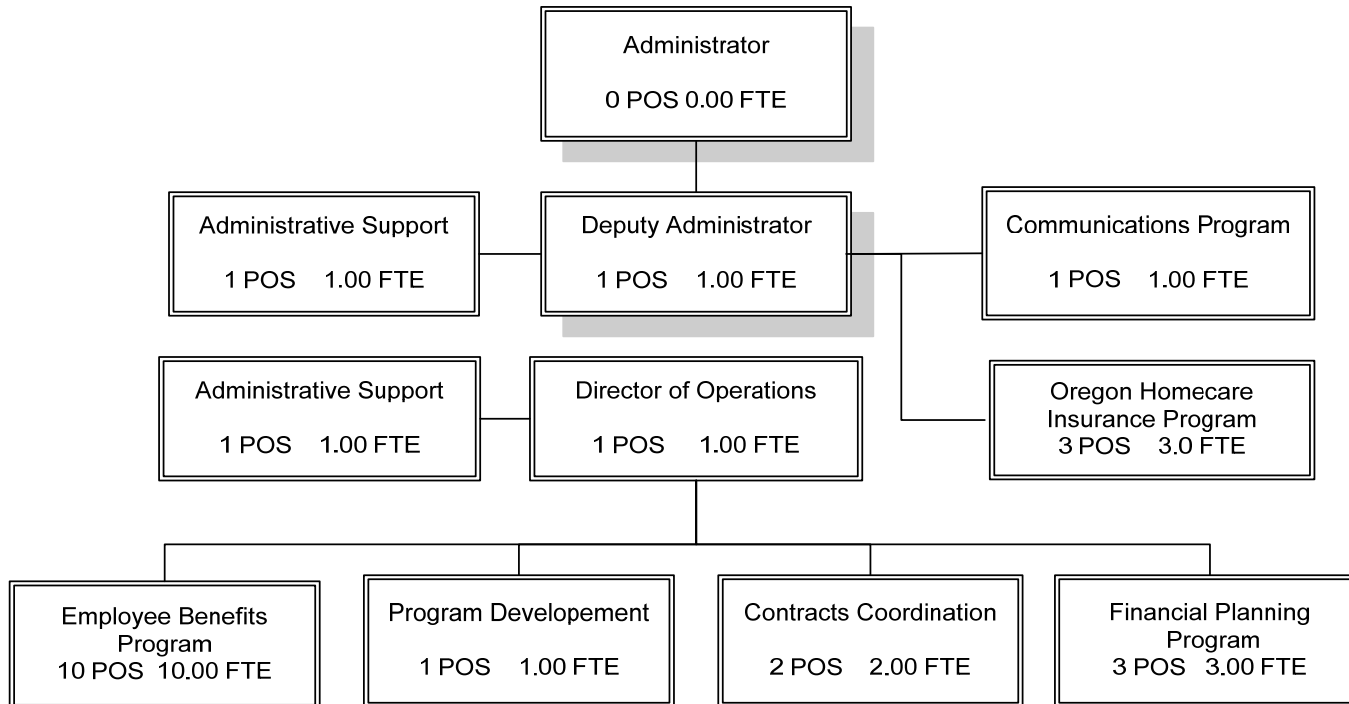 Administrator
0 POS 0.00 FTE
Administrative Support
1 POS 1.00 FTE
Deputy Administrator
1 POS 1.00 FTE
Communications Program
1 POS 1.00 FTE
Administrative Support
1 POS 1.00 FTE
Director of Operations
1 POS 1.00 FTE
Oregon Homecare
Insurance Program
3 POS 3.0 FTE
Employee Benefits
Program
10 POS 10.00 FTE
Program Developement
1 POS 1.00 FTE
Contracts Coordination
2 POS 2.00 FTE
Financial Planning
Program
3 POS 3.00 FTE